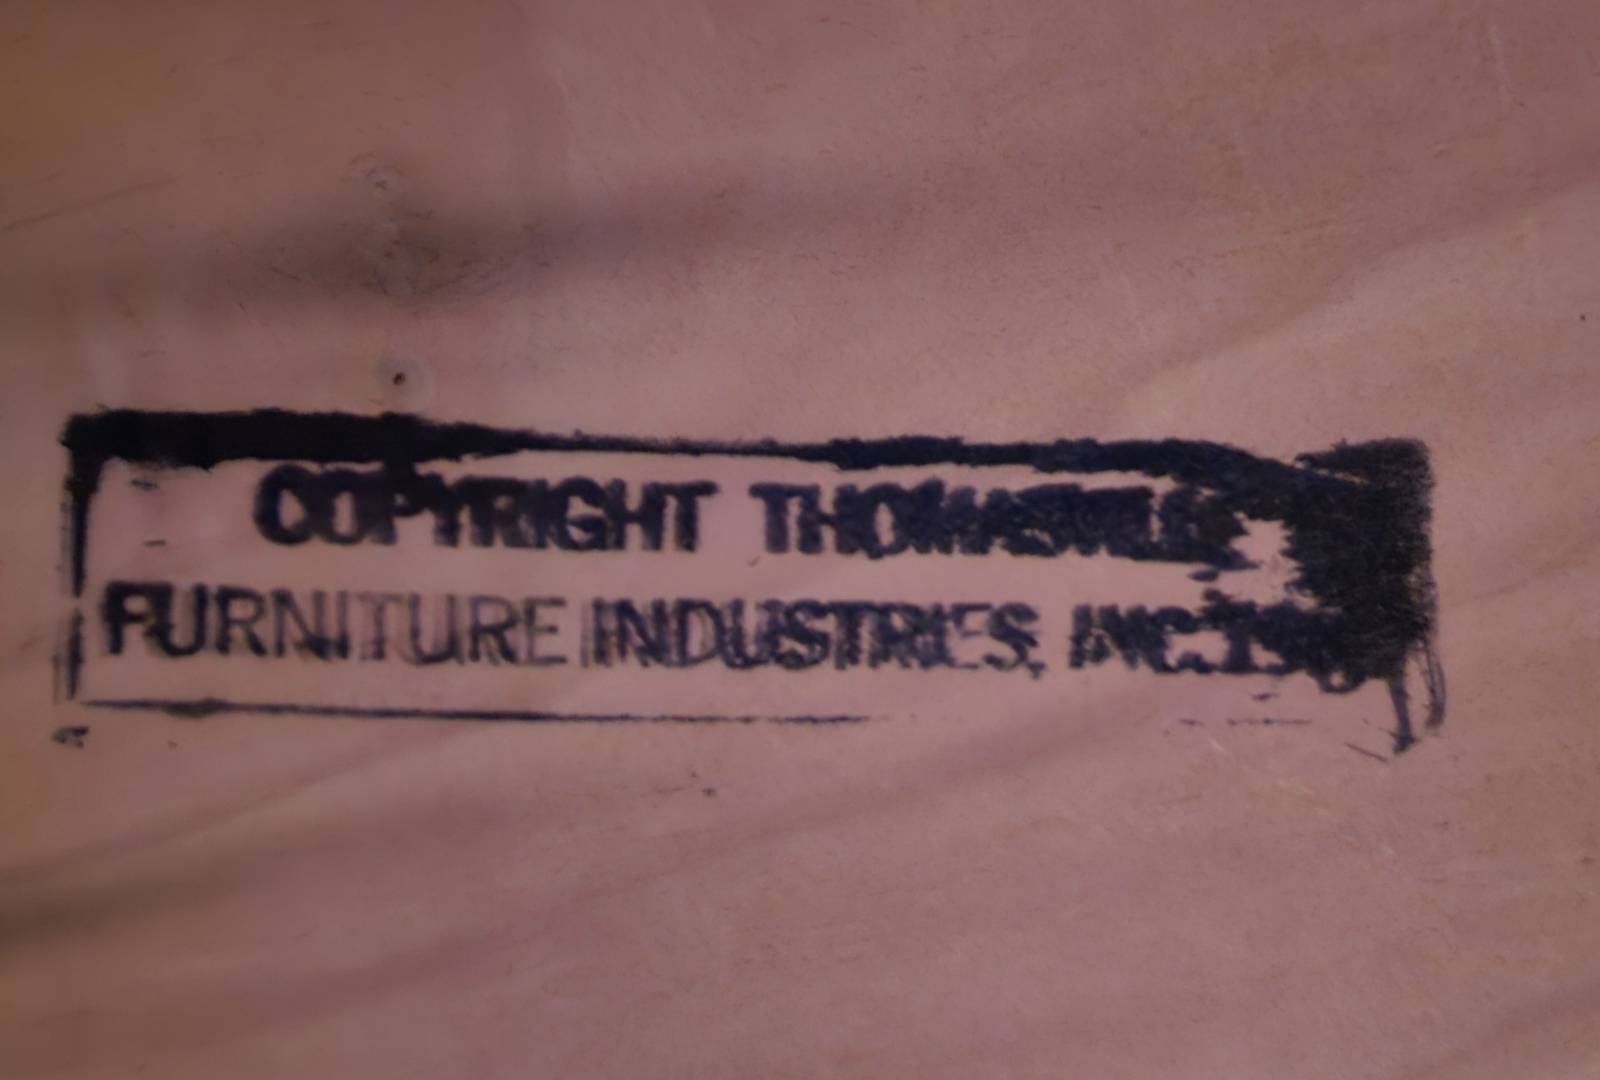 COPYRIGHT THOMASVILLE
FURNITURE INDUSTRIES, INC.